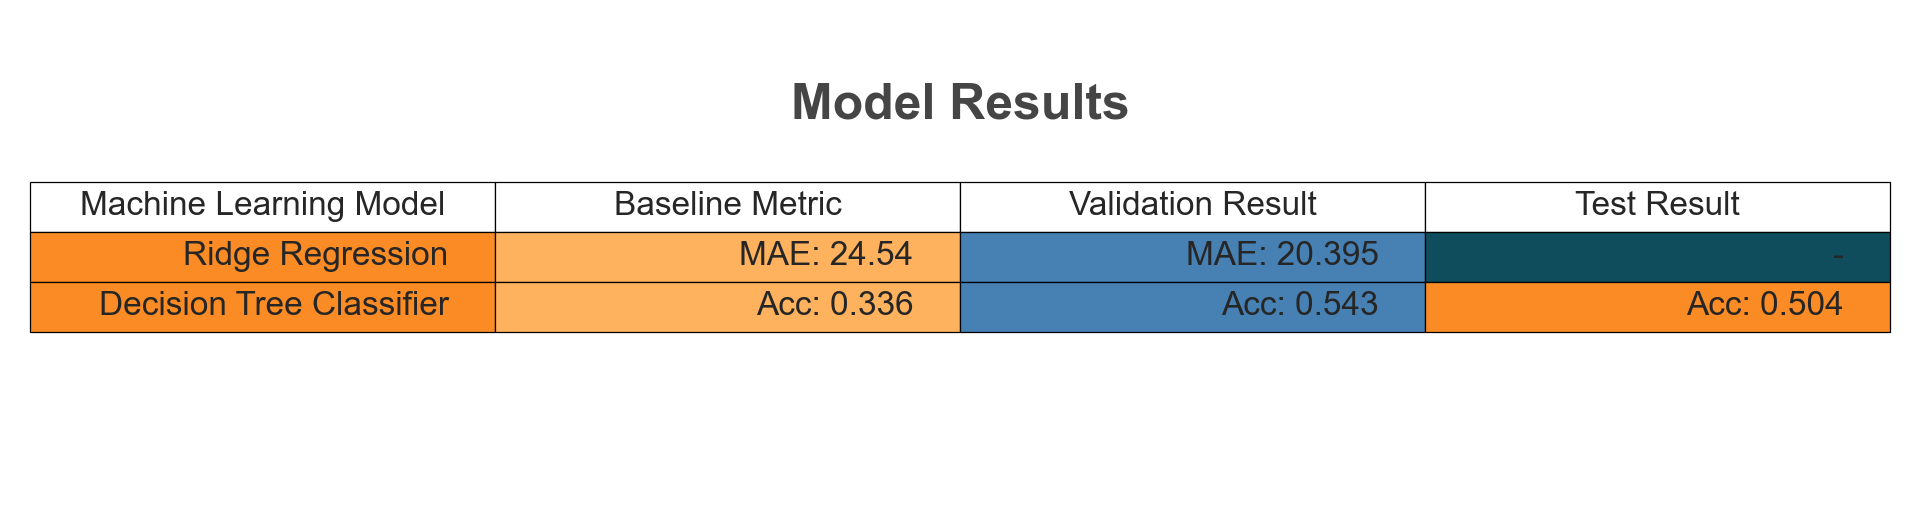 Model Results
Machine Learning Model Baseline Metric Validation Result Test Result
Ridge Regression MAE: 24.54 MAE: 20.395 -
Decision Tree Classifier Acc: 0.336 Acc: 0.543 Acc: 0.504